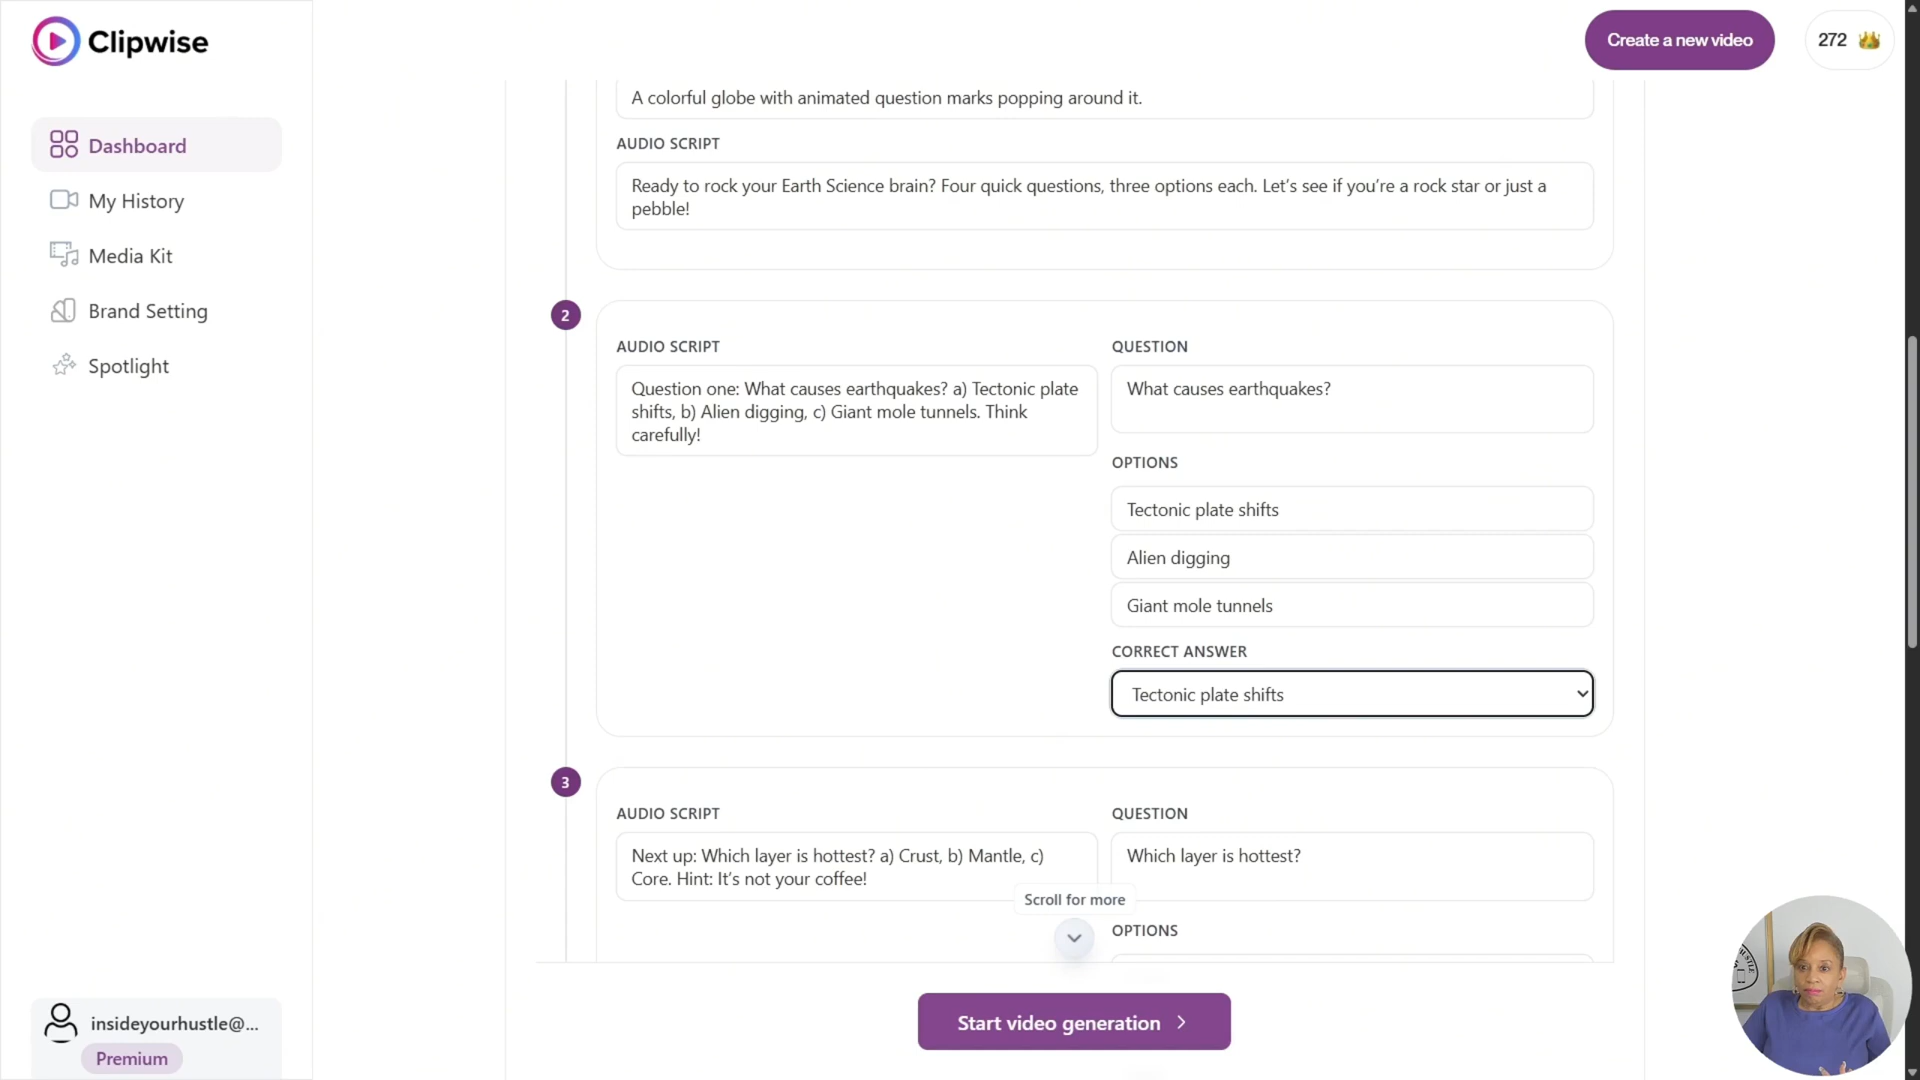 Clipwise
Create a new video
272
Dashboard
My History
Media Kit
Brand Setting
Spotlight
A colorful globe with animated question marks popping around it.
AUDIO SCRIPT
Ready to rock your Earth Science brain? Four quick questions, three options each. Let’s see if you’re a rock star or just a
pebble!
2
AUDIO SCRIPT
Question one: What causes earthquakes? a) Tectonic plate
shifts, b) Alien digging, c) Giant mole tunnels. Think
carefully!
QUESTION
What causes earthquakes?
OPTIONS
Tectonic plate shifts
Alien digging
Giant mole tunnels
CORRECT ANSWER
Tectonic plate shifts
3
AUDIO SCRIPT
Next up: Which layer is hottest? a) Crust, b) Mantle, c)
Core. Hint: It’s not your coffee!
QUESTION
Which layer is hottest?
Scroll for more
OPTIONS
Start video generation
insideyourhustle@...
Premium